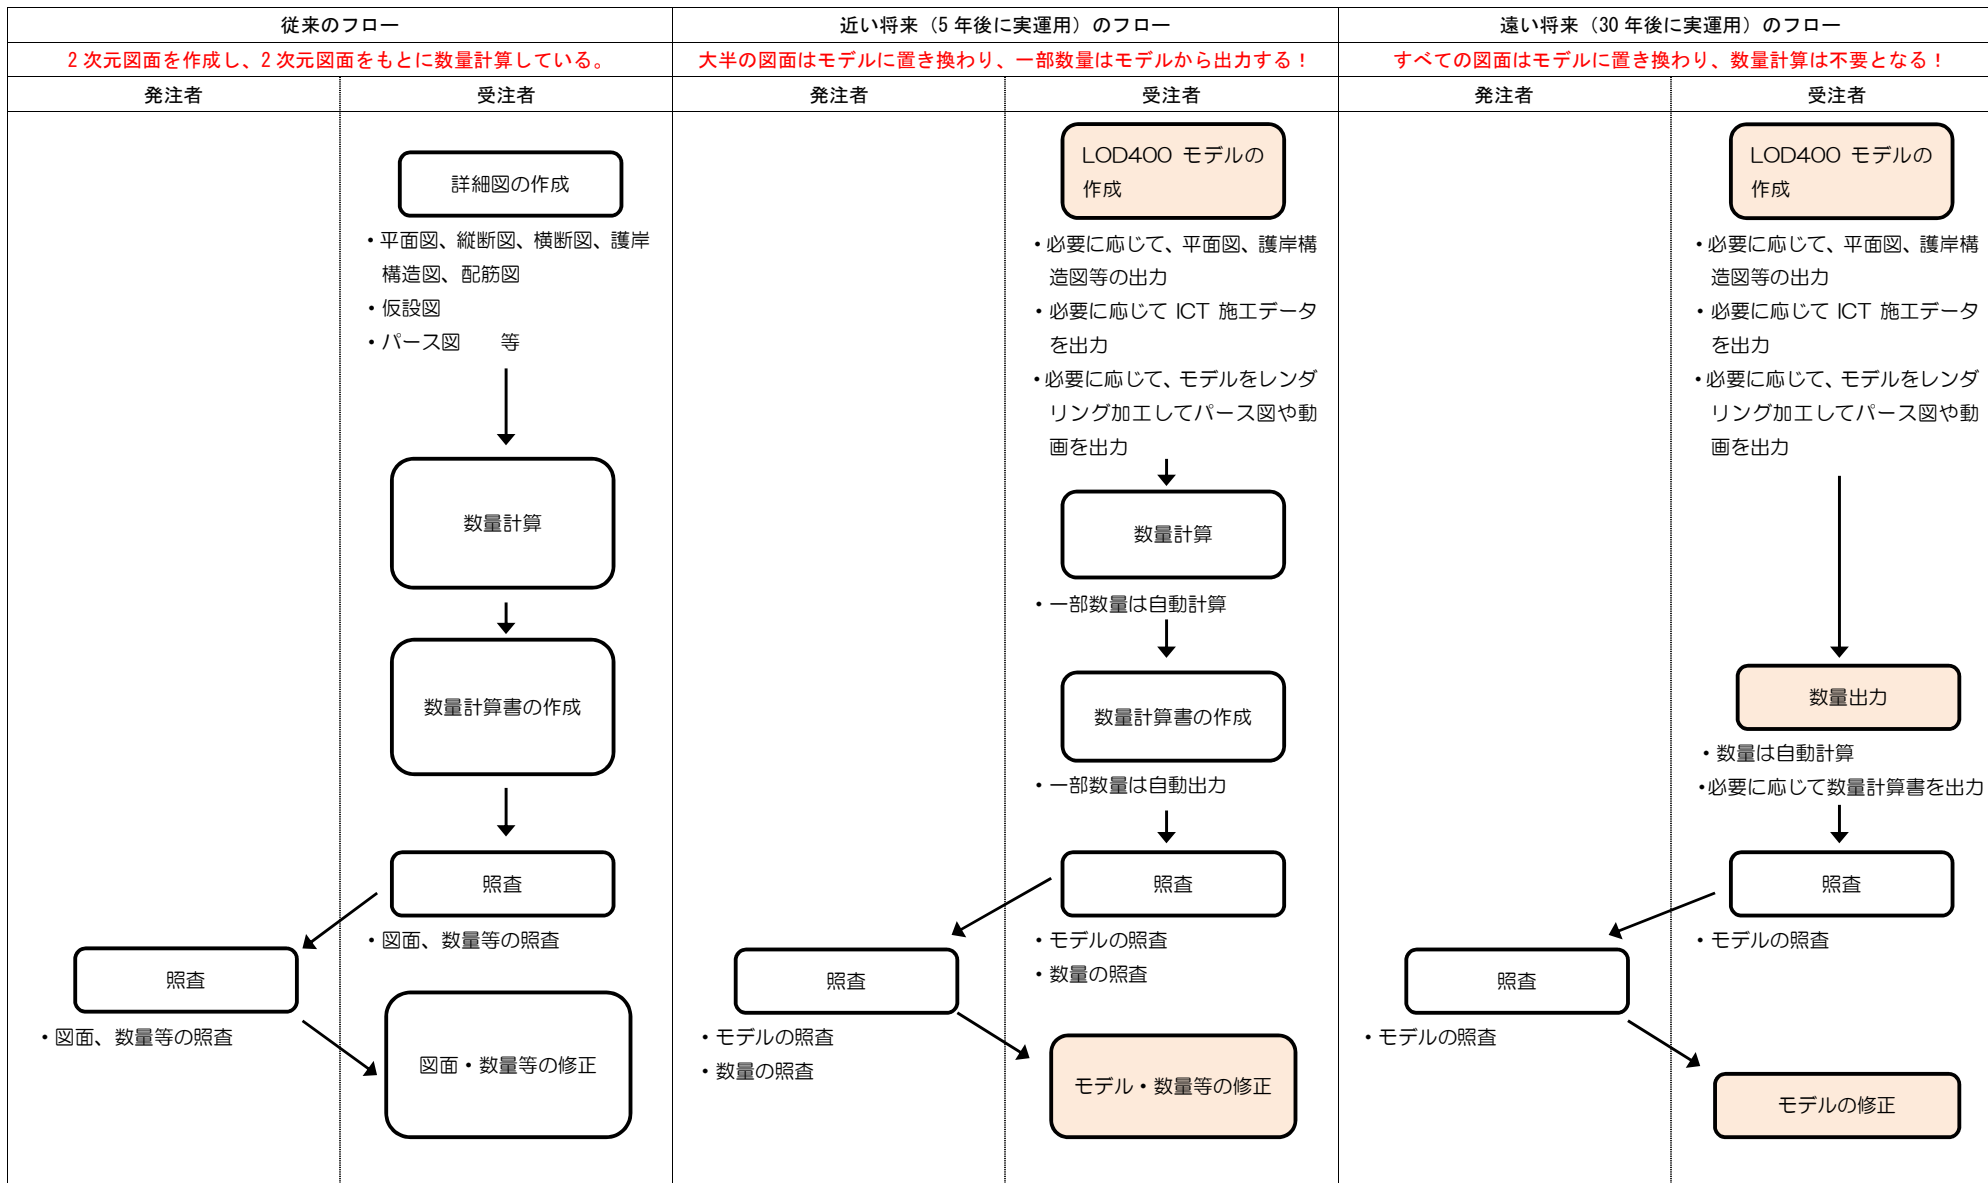 従来のフロー
2次元図面を作成し、2次元図面をもとに数量計算している。
発注者
受注者
詳細図の作成
・平面図、縦断図、横断図、護岸
構造図、配筋図
・仮設図
・パース図　　等
数量計算
数量計算書の作成
照査
・図面、数量等の照査
照査
・図面、数量等の照査
図面・数量等の修正
近い将来（5年後に実運用）のフロー
大半の図面はモデルに置き換わり、一部数量はモデルから出力する！
発注者
受注者
LOD400 モデルの
作成
・必要に応じて、平面図、護岸構
造図等の出力
・必要に応じて ICT 施工データ
を出力
・必要に応じて、モデルをレンダ
リング加工してパース図や動
画を出力
数量計算
・一部数量は自動計算
数量計算書の作成
・一部数量は自動出力
照査
・モデルの照査
・数量の照査
照査
・モデルの照査
・数量の照査
モデル・数量等の修正
遠い将来（30年後に実運用）のフロー
すべての図面はモデルに置き換わり、数量計算は不要となる！
発注者
受注者
LOD400 モデルの
作成
・必要に応じて、平面図、護岸構
造図等の出力
・必要に応じて ICT 施工データ
を出力
・必要に応じて、モデルをレンダ
リング加工してパース図や動
画を出力
数量出力
・数量は自動計算
・必要に応じて数量計算書を出力
照査
・モデルの照査
照査
・モデルの照査
モデルの修正